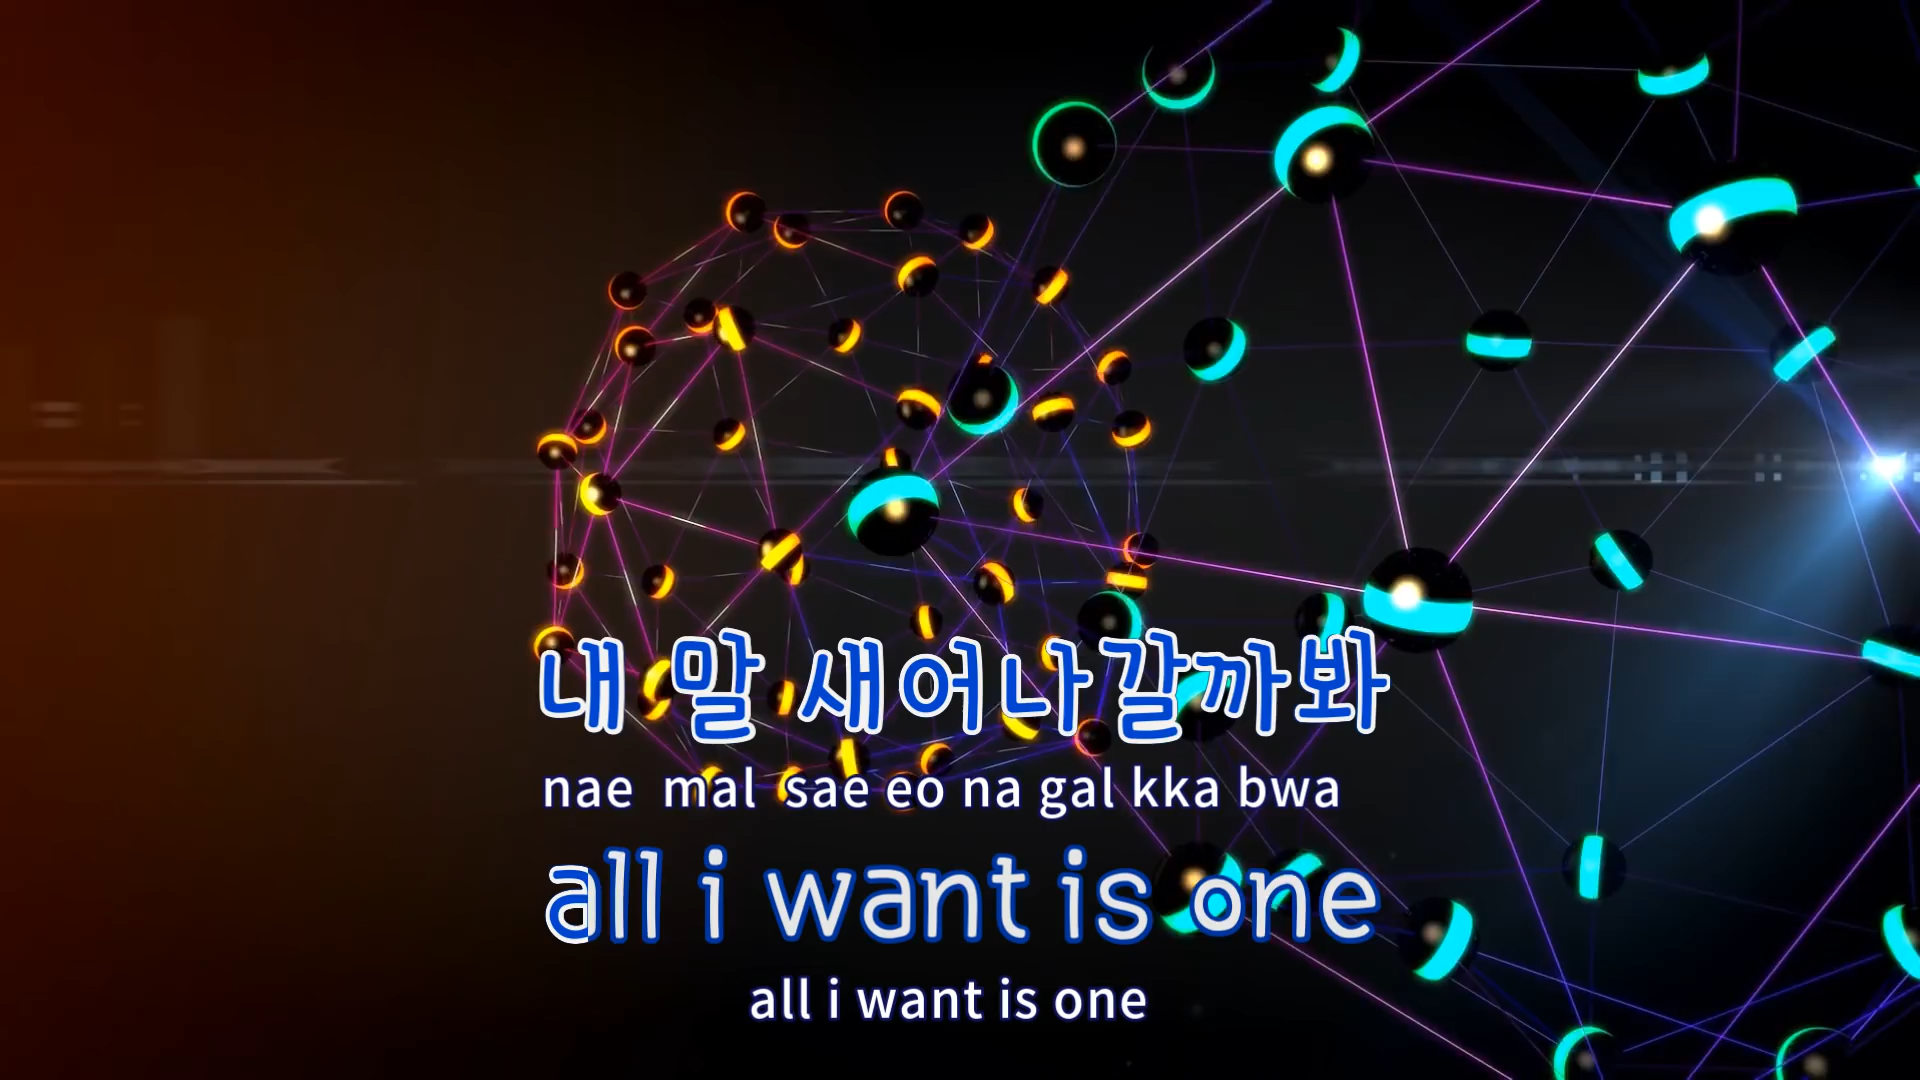 내 말 새어나갈까봐
nae mal sae eo na gal kka bwa
all i want is one
all i want is one